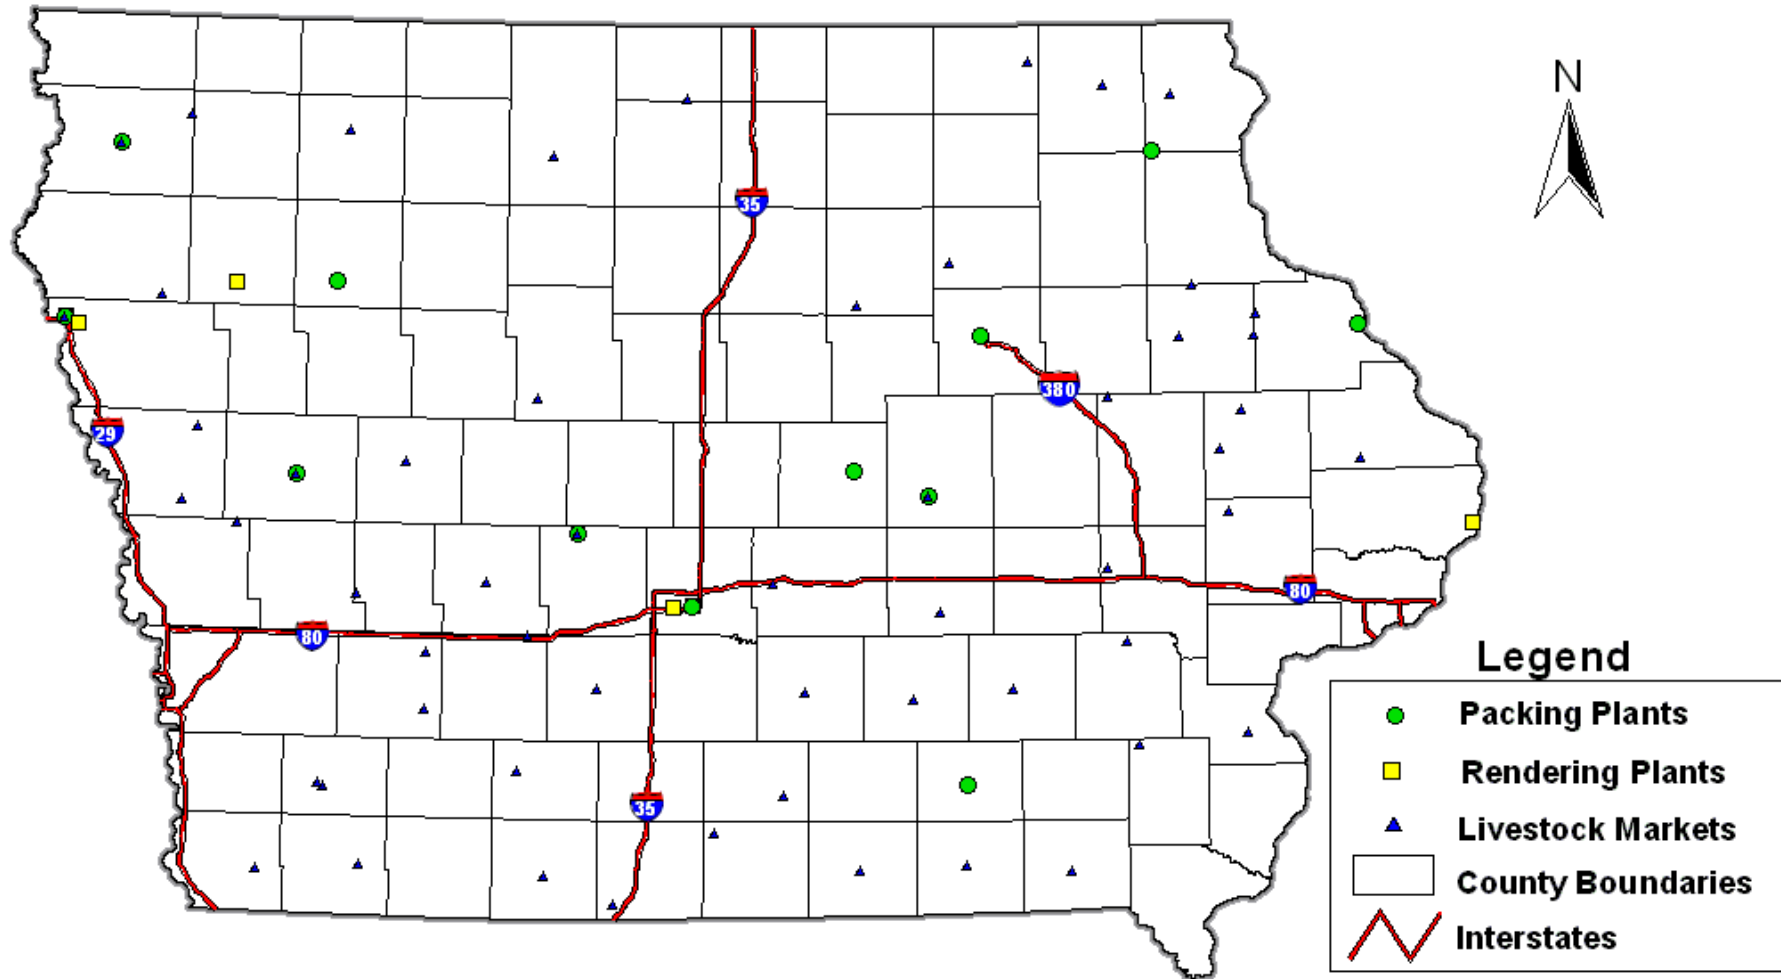 N
35
380
29
80
80
35
Legend
Packing Plants
Rendering Plants
Livestock Markets
County Boundaries
Interstates